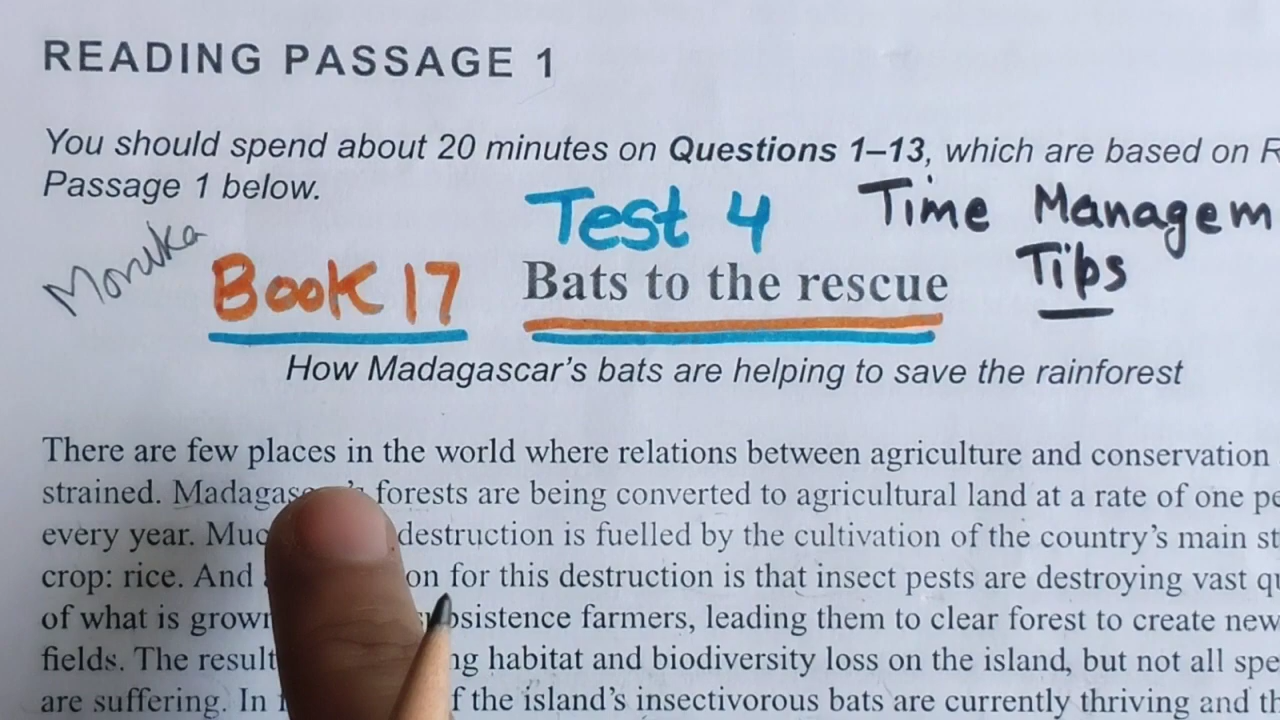 READING PASSAGE 1
You should spend about 20 minutes on Questions 1–13, which are based on
Passage 1 below.
Test 4
Time Managem
Tips
Monika
Book 17
Bats to the rescue
How Madagascar's bats are helping to save the rainforest
There are few places in the world where relations between agriculture and conservation
strained. Madagascar's forests are being converted to agricultural land at a rate of one
every year. destruction is fuelled by the cultivation of the country's main
crop: rice. And for this destruction is that insect pests are destroying vast
of what is grown subsistence farmers, leading them to clear forest to create new
fields. The result habitat and biodiversity loss on the island, but not all
are suffering. In of the island's insectivorous bats are currently thriving and